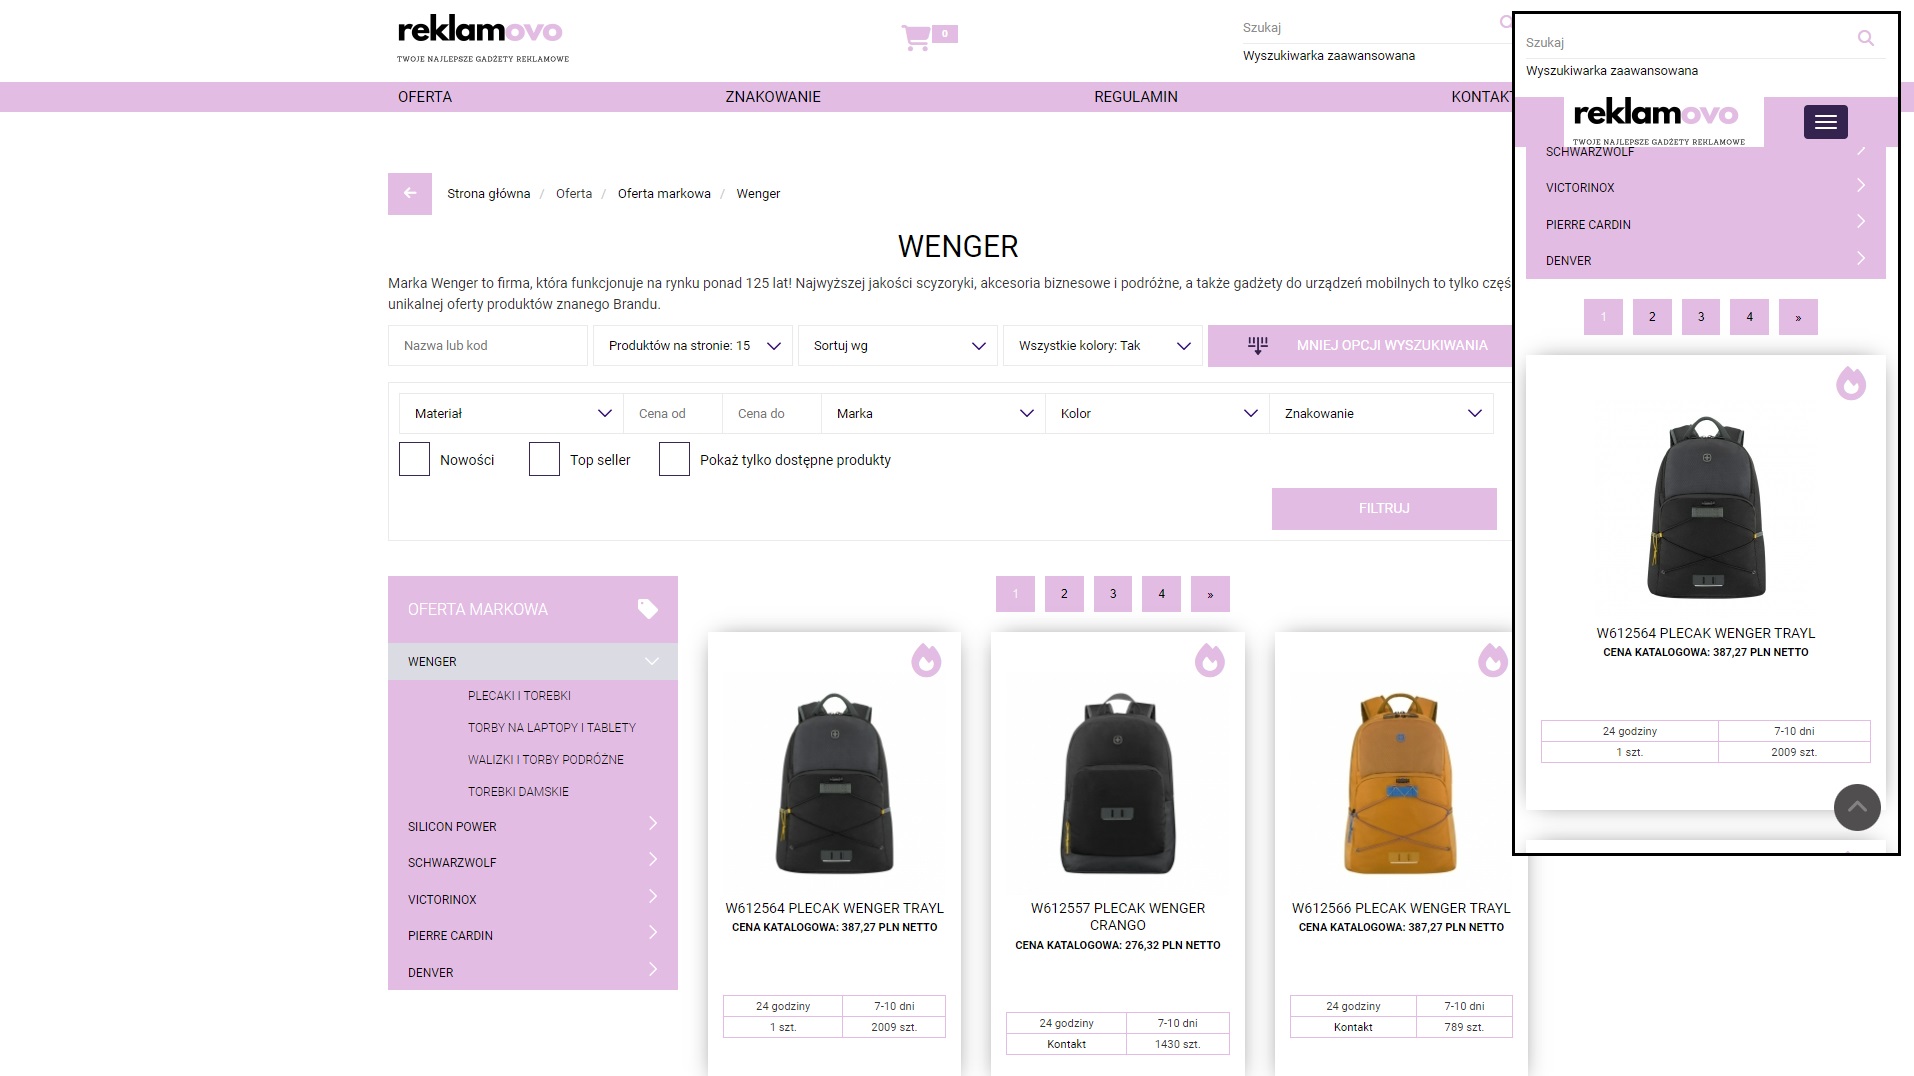 reklamovo
TWOJE NAJLEPSZE GADŻETY REKLAMOWE
0
Szukaj
Wyszukiwarka zaawansowana
OFERTA
ZNAKOWANIE
REGULAMIN
KONTAKT
Strona główna / Oferta / Oferta markowa / Wenger
WENGER
Marka Wenger to firma, która funkcjonuje na rynku ponad 125 lat! Najwyższej jakości scyzoryki, akcesoria biznesowe i podróżne, a także gadżety do urządzeń mobilnych to tylko częś
unikalnej oferty produktów znanego Brandu.
Nazwa lub kod
Produktów na stronie: 15
Sortuj wg
Wszystkie kolory: Tak
MNIEJ OPCJI WYSZUKIWANIA
Materiał
Cena od
Cena do
Marka
Kolor
Znakowanie
Nowości
Top seller
Pokaż tylko dostępne produkty
FILTRUJ
OFERTA MARKOWA
WENGER
PLECAKI I TOREBKI
TORBY NA LAPTOPY I TABLETY
WALIZKI I TORBY PODRÓŻNE
TOREBKI DAMSKIE
SILICON POWER
SCHWARZWOLF
VICTORINOX
PIERRE CARDIN
DENVER
1 2 3 4 »
W612564 PLECAK WENGER TRAYL
CENA KATALOGOWA: 387,27 PLN NETTO
24 godziny 7-10 dni
1 szt. 2009 szt.
W612557 PLECAK WENGER
CRANGO
CENA KATALOGOWA: 276,32 PLN NETTO
24 godziny 7-10 dni
Kontakt 1430 szt.
W612566 PLECAK WENGER TRAYL
CENA KATALOGOWA: 387,27 PLN NETTO
24 godziny 7-10 dni
Kontakt 789 szt.
Szukaj
Wyszukiwarka zaawansowana
reklamovo
TWOJE NAJLEPSZE GADŻETY REKLAMOWE
SCHWARZWOLF
VICTORINOX
PIERRE CARDIN
DENVER
1 2 3 4 »
W612564 PLECAK WENGER TRAYL
CENA KATALOGOWA: 387,27 PLN NETTO
24 godziny 7-10 dni
1 szt. 2009 szt.